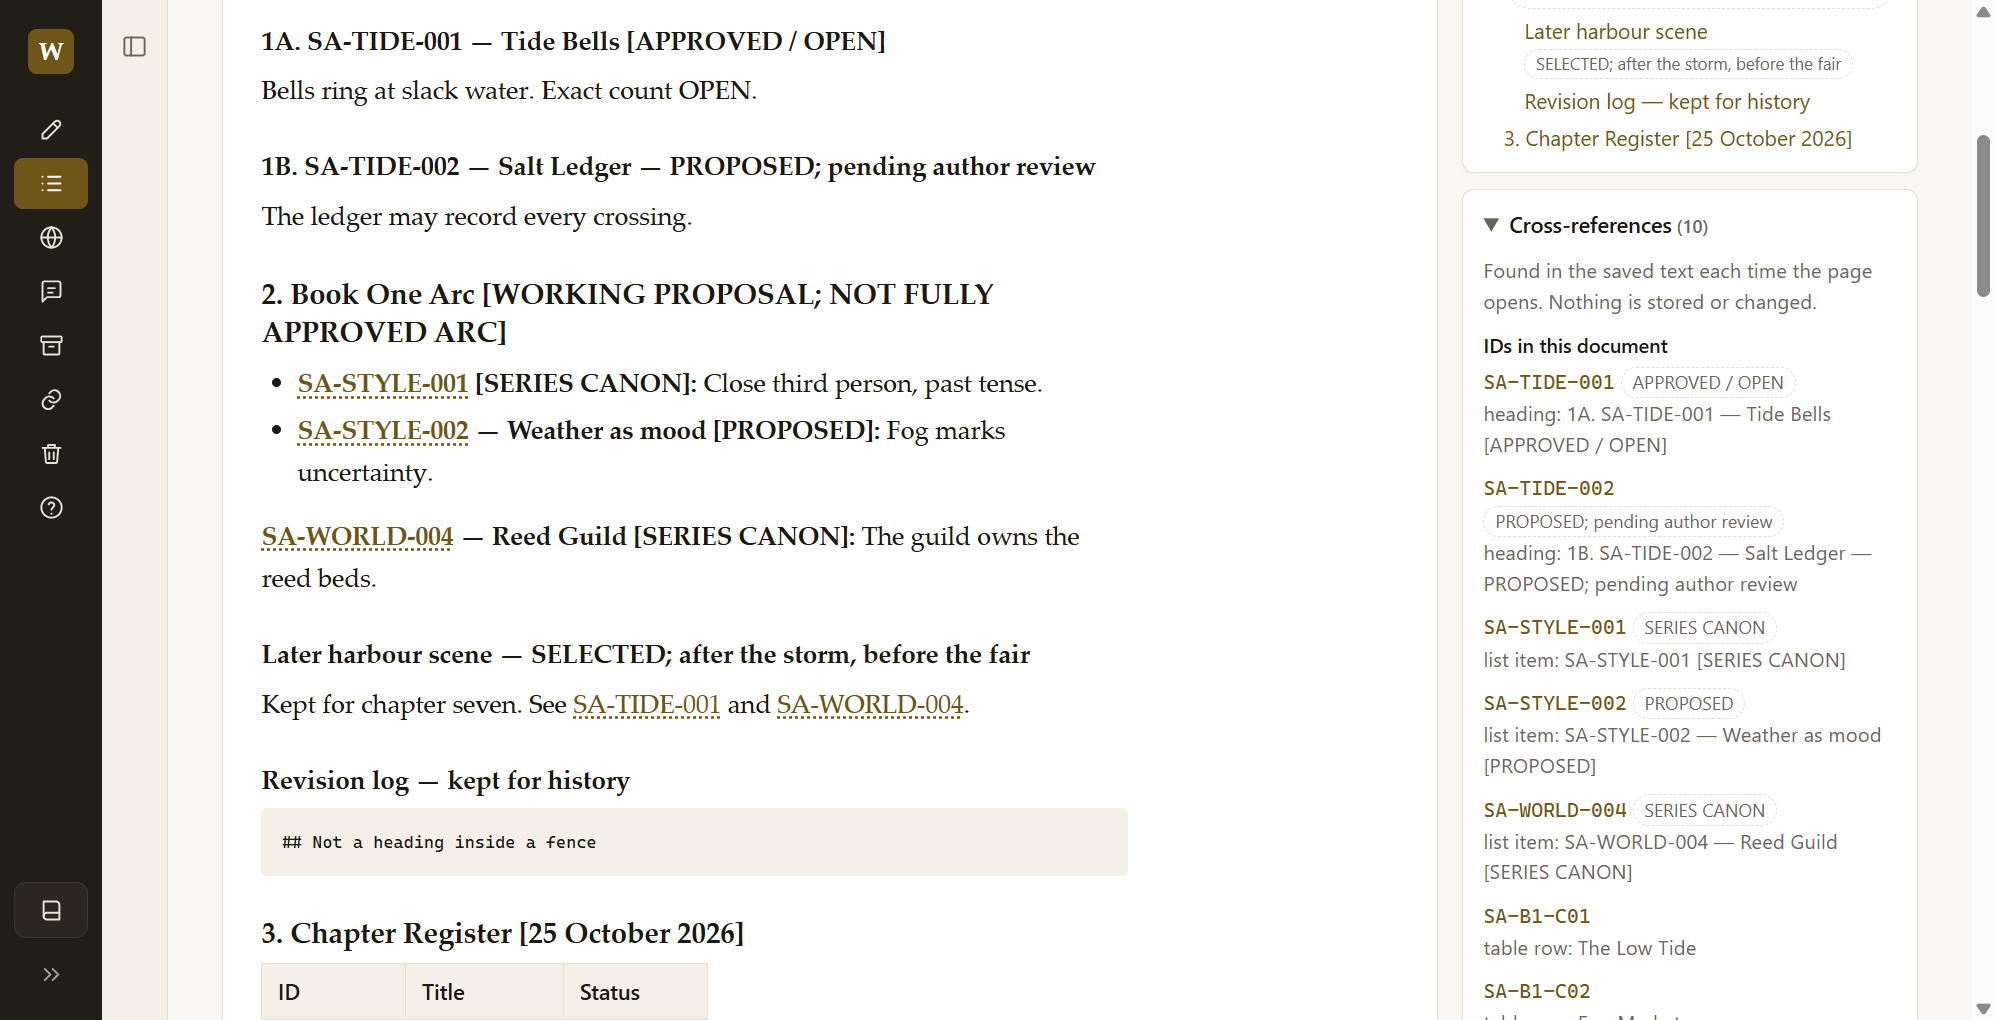 W
1A. SA-TIDE-001 — Tide Bells [APPROVED / OPEN]
Bells ring at slack water. Exact count OPEN.
1B. SA-TIDE-002 — Salt Ledger — PROPOSED; pending author review
The ledger may record every crossing.
2. Book One Arc [WORKING PROPOSAL; NOT FULLY
APPROVED ARC]
• SA-STYLE-001 [SERIES CANON]: Close third person, past tense.
• SA-STYLE-002 — Weather as mood [PROPOSED]: Fog marks
uncertainty.
SA-WORLD-004 — Reed Guild [SERIES CANON]: The guild owns the
reed beds.
Later harbour scene — SELECTED; after the storm, before the fair
Kept for chapter seven. See SA-TIDE-001 and SA-WORLD-004.
Revision log — kept for history
## Not a heading inside a fence
3. Chapter Register [25 October 2026]
ID Title Status
Later harbour scene
SELECTED; after the storm, before the fair
Revision log — kept for history
3. Chapter Register [25 October 2026]
Cross-references (10)
Found in the saved text each time the page
opens. Nothing is stored or changed.
IDs in this document
SA-TIDE-001 APPROVED / OPEN
heading: 1A. SA-TIDE-001 — Tide Bells
[APPROVED / OPEN]
SA-TIDE-002
PROPOSED; pending author review
heading: 1B. SA-TIDE-002 — Salt Ledger —
PROPOSED; pending author review
SA-STYLE-001 SERIES CANON
list item: SA-STYLE-001 [SERIES CANON]
SA-STYLE-002 PROPOSED
list item: SA-STYLE-002 — Weather as mood
[PROPOSED]
SA-WORLD-004 SERIES CANON
list item: SA-WORLD-004 — Reed Guild
[SERIES CANON]
SA-B1-C01
table row: The Low Tide
SA-B1-C02